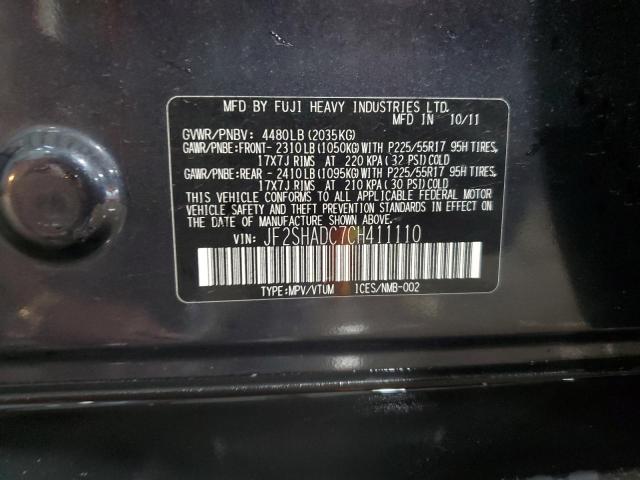 MFD BY FUJI HEAVY INDUSTRIES LTD.
MFD IN 10/11
GVWR/PNBV: 4480LB (2035KG)
GAWR/PNBE:FRONT- 2310LB(1050KG)WITH P225/55R17 95H TIRES,
17X7J RIMS AT 220 KPA(32 PSI)COLD
GAWR/PNBE:REAR - 2410LB(1095KG)WITH P225/55R17 95H TIRES,
17X7J RIMS AT 210 KPA(30 PSI)COLD
THIS VEHICLE CONFORMS TO ALL APPLICABLE FEDERAL MOTOR
VEHICLE SAFETY AND THEFT PREVENTION STANDARDS IN EFFECT
ON THE DATE OF MANUFACTURE SHOWN ABOVE.
VIN: JF2SHADC7CH411110
TYPE:MPV/VTUM ICES/NMB-002